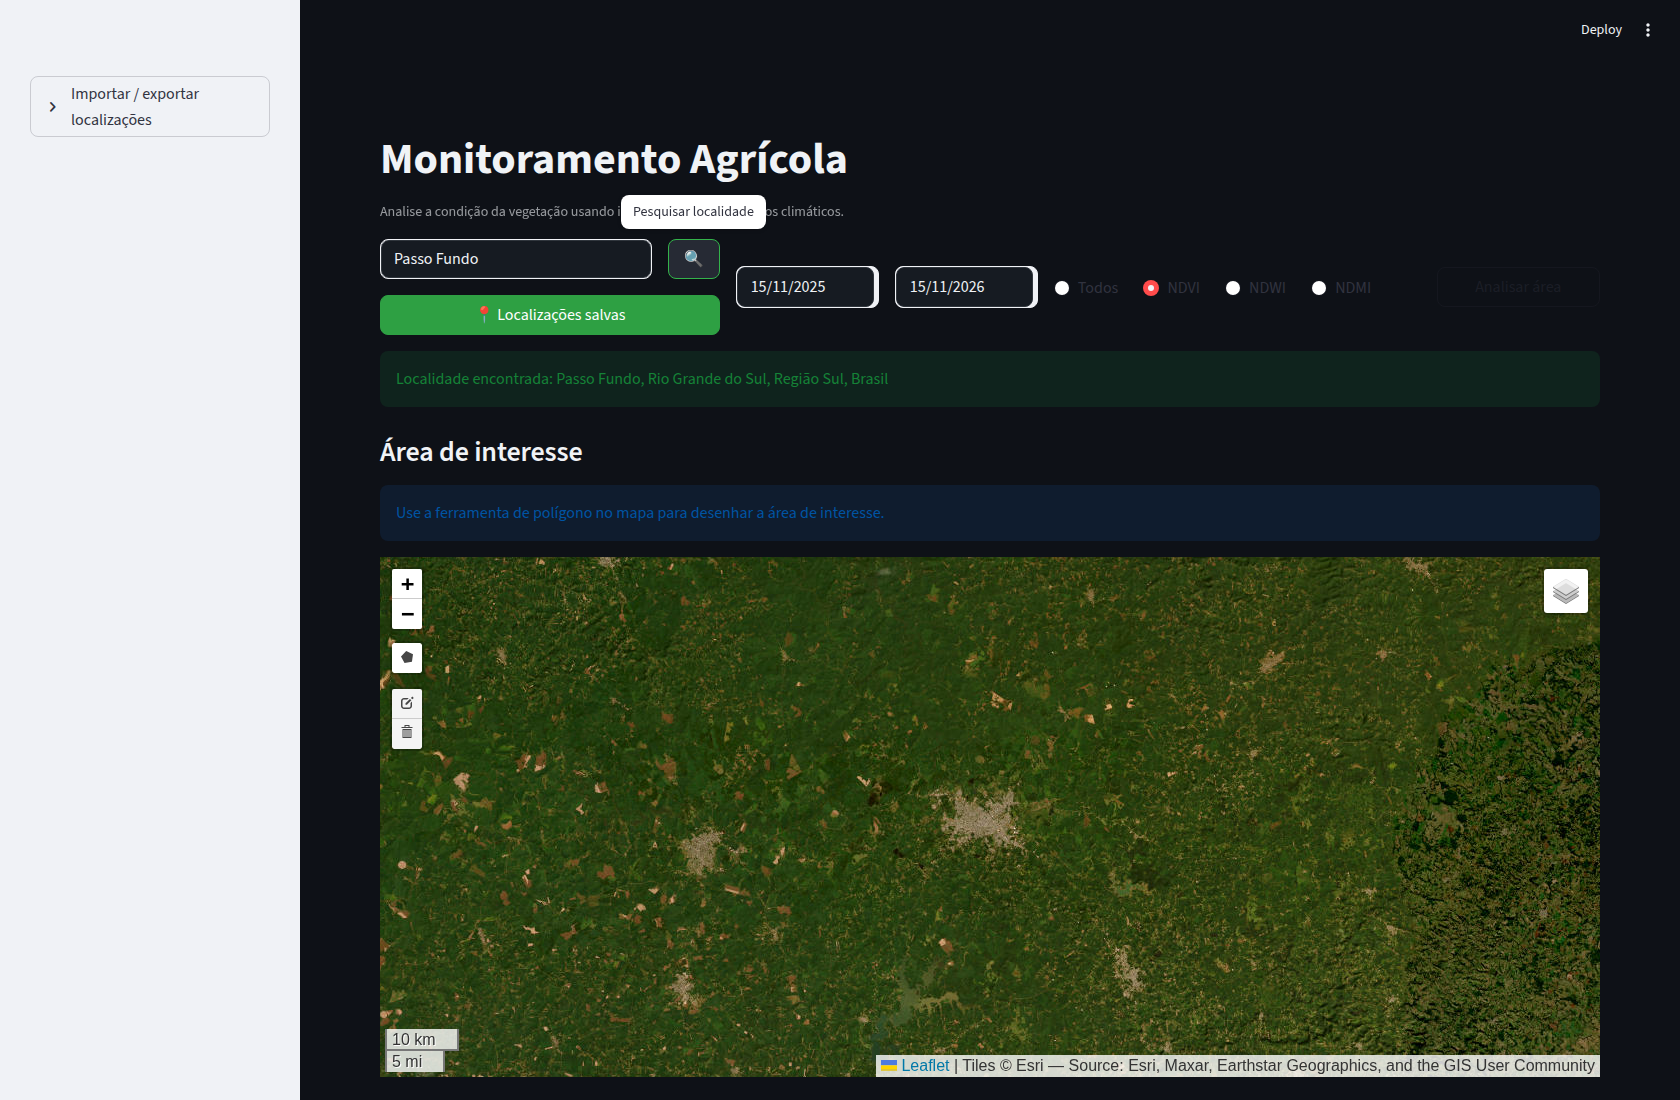 Deploy
Importar / exportar
localizações
Monitoramento Agrícola
Analise a condição da vegetação usando i
Pesquisar localidade
os climáticos.
Passo Fundo
15/11/2025
15/11/2026
Todos
NDVI
NDWI
NDMI
Analisar área
Localizações salvas
Localidade encontrada: Passo Fundo, Rio Grande do Sul, Região Sul, Brasil
Área de interesse
Use a ferramenta de polígono no mapa para desenhar a área de interesse.
+
−
10 km
5 mi
Leaflet | Tiles © Esri — Source: Esri, Maxar, Earthstar Geographics, and the GIS User Community